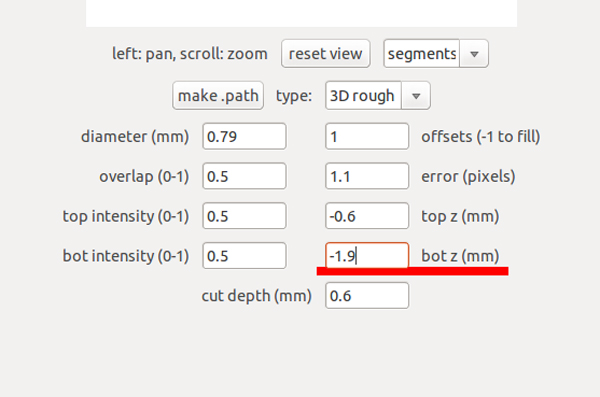 left: pan, scroll: zoom reset view segments
make .path type: 3D rough
diameter (mm) 0.79 1 offsets (-1 to fill)
overlap (0-1) 0.5 1.1 error (pixels)
top intensity (0-1) 0.5 -0.6 top z (mm)
bot intensity (0-1) 0.5 -1.9 bot z (mm)
cut depth (mm) 0.6